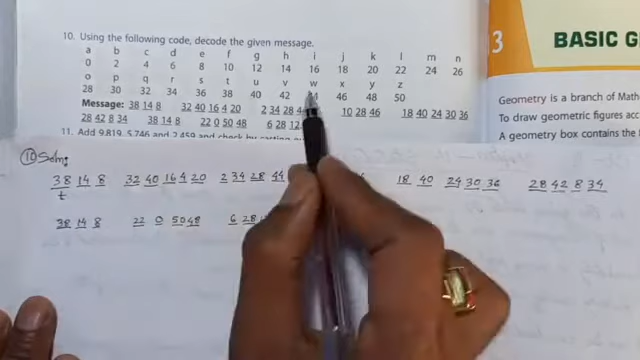 10. Using the following code, decode the given message.
a b c d e f g h i j k l m n
0 2 4 6 8 10 12 14 16 18 20 22 24 26
o p q r s t u v w x y z
28 30 32 34 36 38 40 42 44 46 48 50
Message: 38 14 8 32 40 16 4 20 2 34 28 44 10 28 46 18 40 24 30 36
28 42 8 34 38 14 8 22 0 50 48 6 28 12
11. Add 9.819, 5.746 and 2.459 and check by
3
BASIC G
Geometry is a branch of Math
To draw geometric figures acc
A geometry box contains the
10 Soln:
38 14 8 32 40 16 4 20 2 34 28 44 18 40 24 30 36 28 42 8 34
t
38 14 8 22 0 50 48 6 28